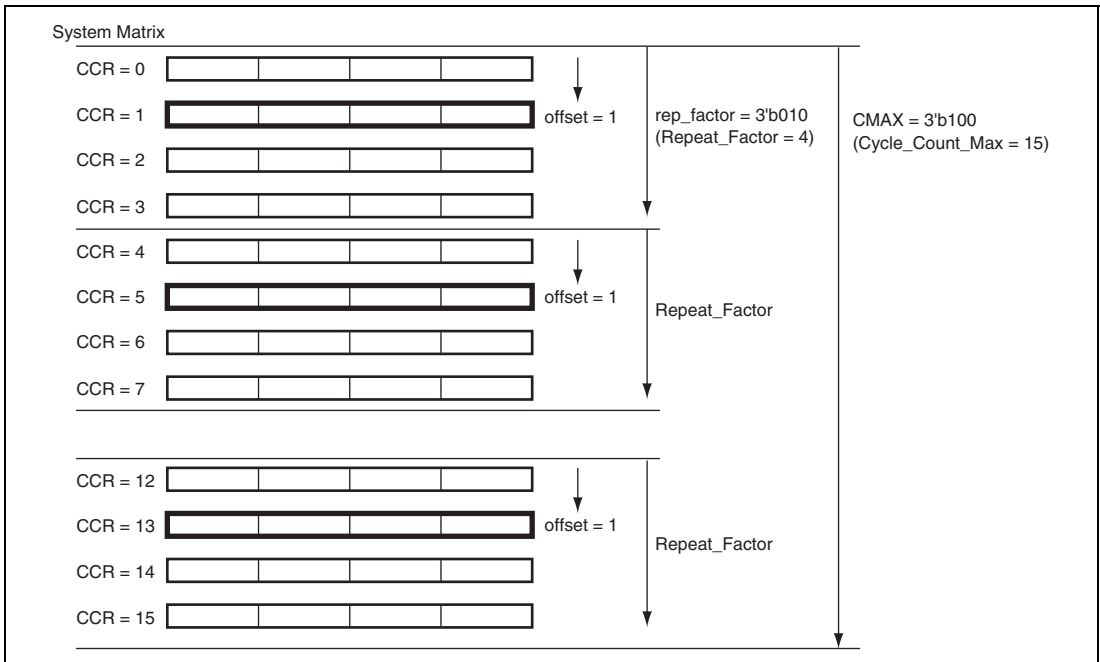 System Matrix
CCR = 0
CCR = 1
offset = 1
rep_factor = 3'b010
(Repeat_Factor = 4)
CMAX = 3'b100
(Cycle_Count_Max = 15)
CCR = 2
CCR = 3
CCR = 4
CCR = 5
offset = 1
Repeat_Factor
CCR = 6
CCR = 7
CCR = 12
CCR = 13
offset = 1
Repeat_Factor
CCR = 14
CCR = 15